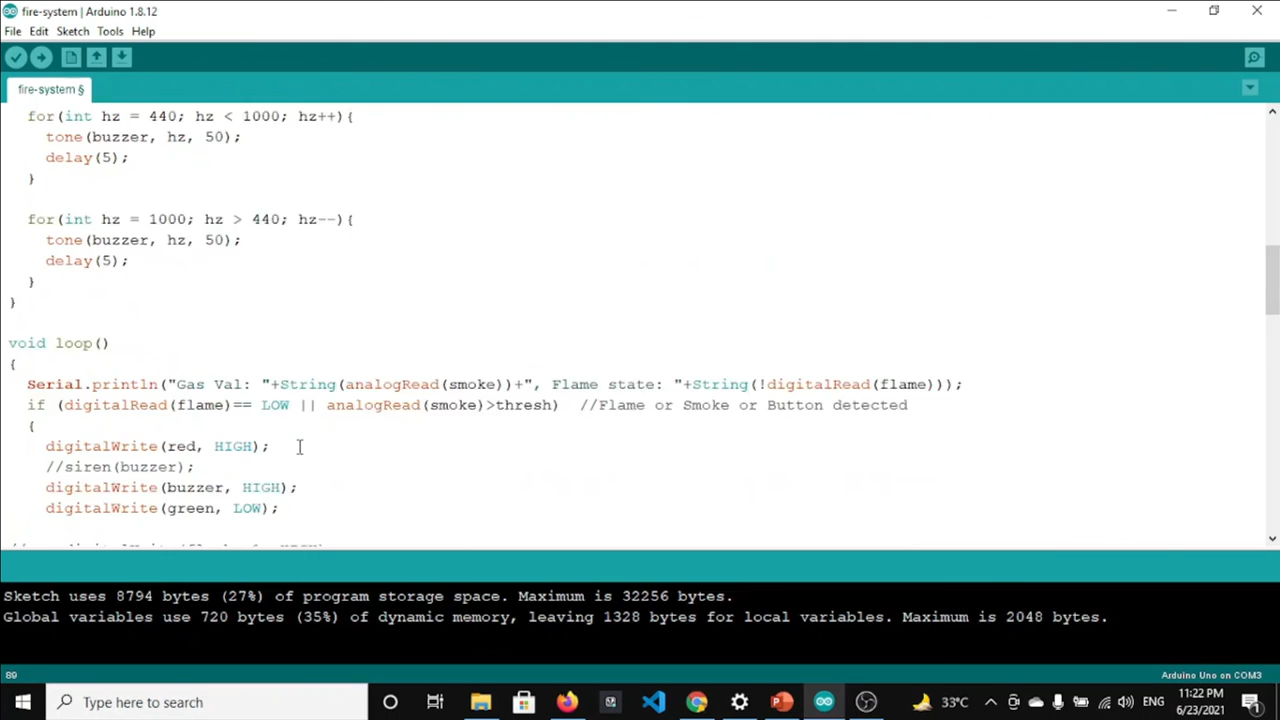 fire-system | Arduino 1.8.12
File Edit Sketch Tools Help
fire-system §
for(int hz = 440; hz < 1000; hz++){
tone(buzzer, hz, 50);
delay(5);
}
for(int hz = 1000; hz > 440; hz--){
tone(buzzer, hz, 50);
delay(5);
}
}
void loop()
{
Serial.println("Gas Val: "+String(analogRead(smoke))+", Flame state: "+String(!digitalRead(flame)));
if (digitalRead(flame)== LOW || analogRead(smoke)>thresh) //Flame or Smoke or Button detected
{
digitalWrite(red, HIGH);
//siren(buzzer);
digitalWrite(buzzer, HIGH);
digitalWrite(green, LOW);
Sketch uses 8794 bytes (27%) of program storage space. Maximum is 32256 bytes.
Global variables use 720 bytes (35%) of dynamic memory, leaving 1328 bytes for local variables. Maximum is 2048 bytes.
89 Arduino Uno on COM3
Type here to search 33°C ENG 11:22 PM
6/23/2021